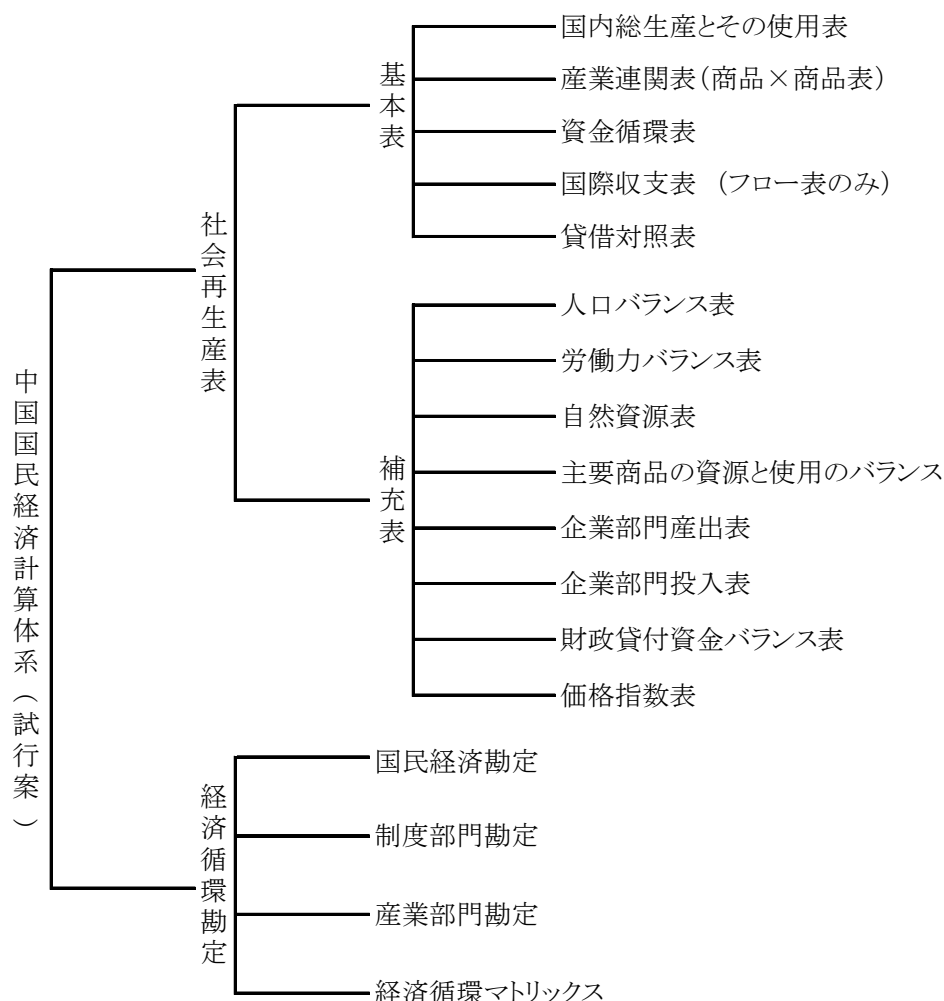 中国国民経済計算体系（試行案）
社会再生産表
基本表
国内総生産とその使用表
産業連関表（商品×商品表）
資金循環表
国際収支表　（フロー表のみ）
貸借対照表
補充表
人口バランス表
労働力バランス表
自然資源表
主要商品の資源と使用のバランス
企業部門産出表
企業部門投入表
財政貸付資金バランス表
価格指数表
経済循環勘定
国民経済勘定
制度部門勘定
産業部門勘定
経済循環マトリックス